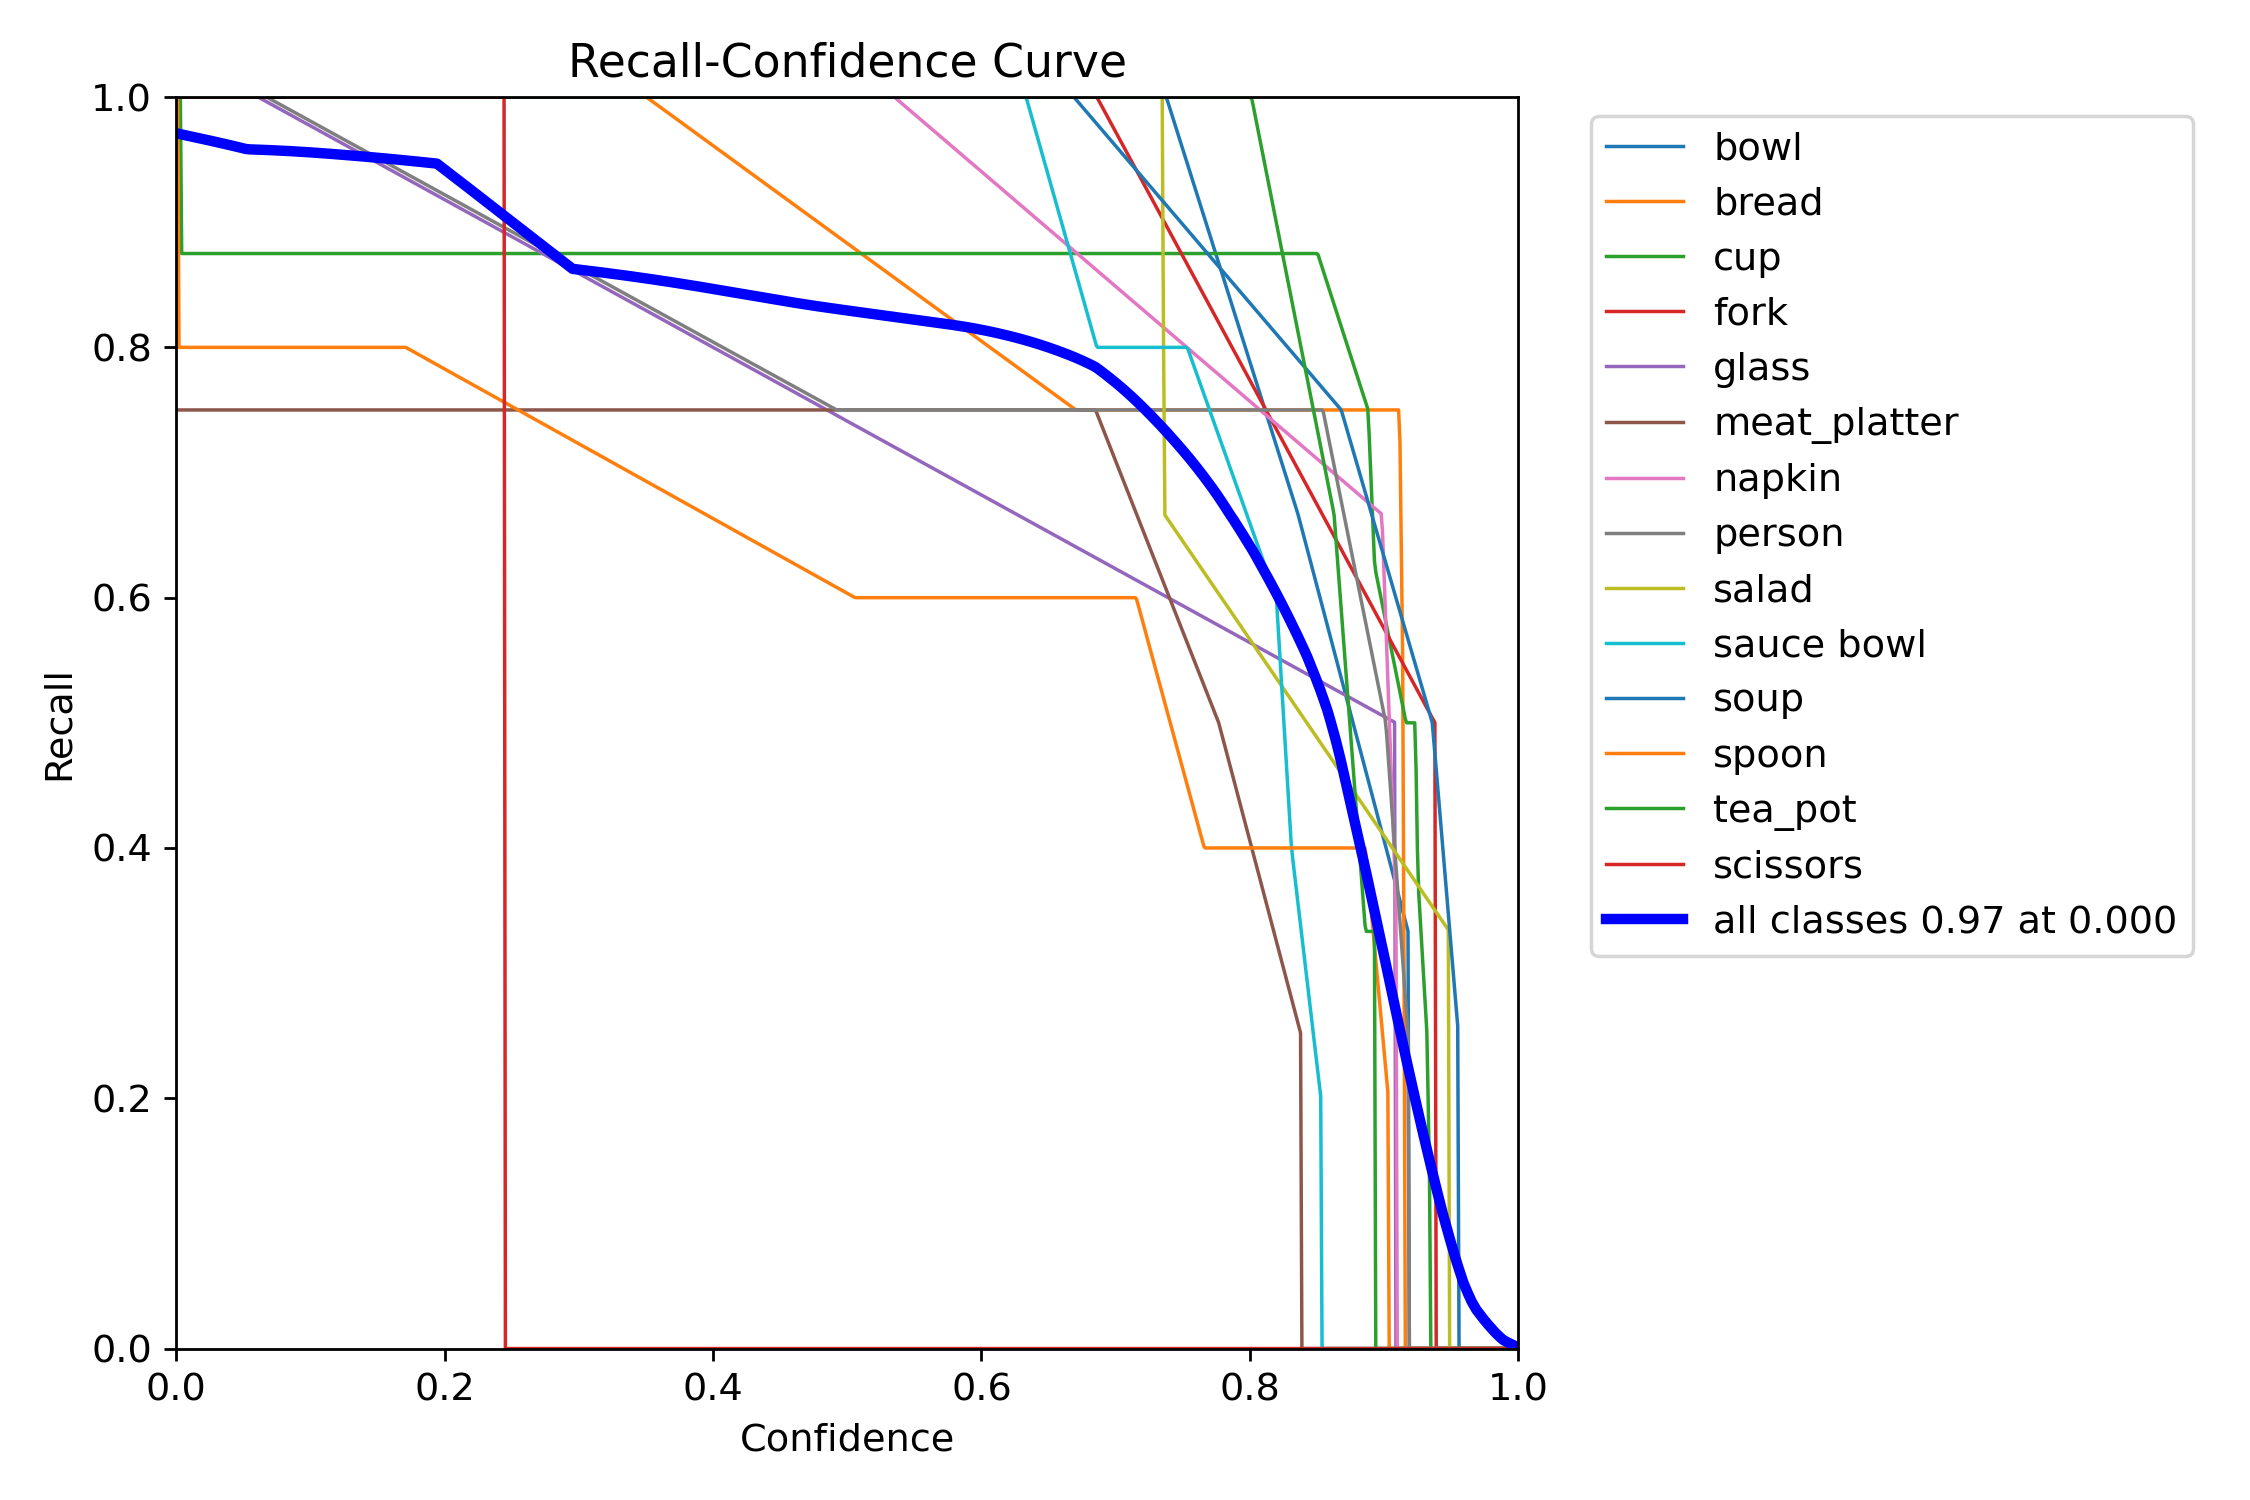 Recall-Confidence Curve
1.0
0.8
0.6
0.4
0.2
0.0
Recall
0.0 0.2 0.4 0.6 0.8 1.0
Confidence
bowl
bread
cup
fork
glass
meat_platter
napkin
person
salad
sauce bowl
soup
spoon
tea_pot
scissors
all classes 0.97 at 0.000